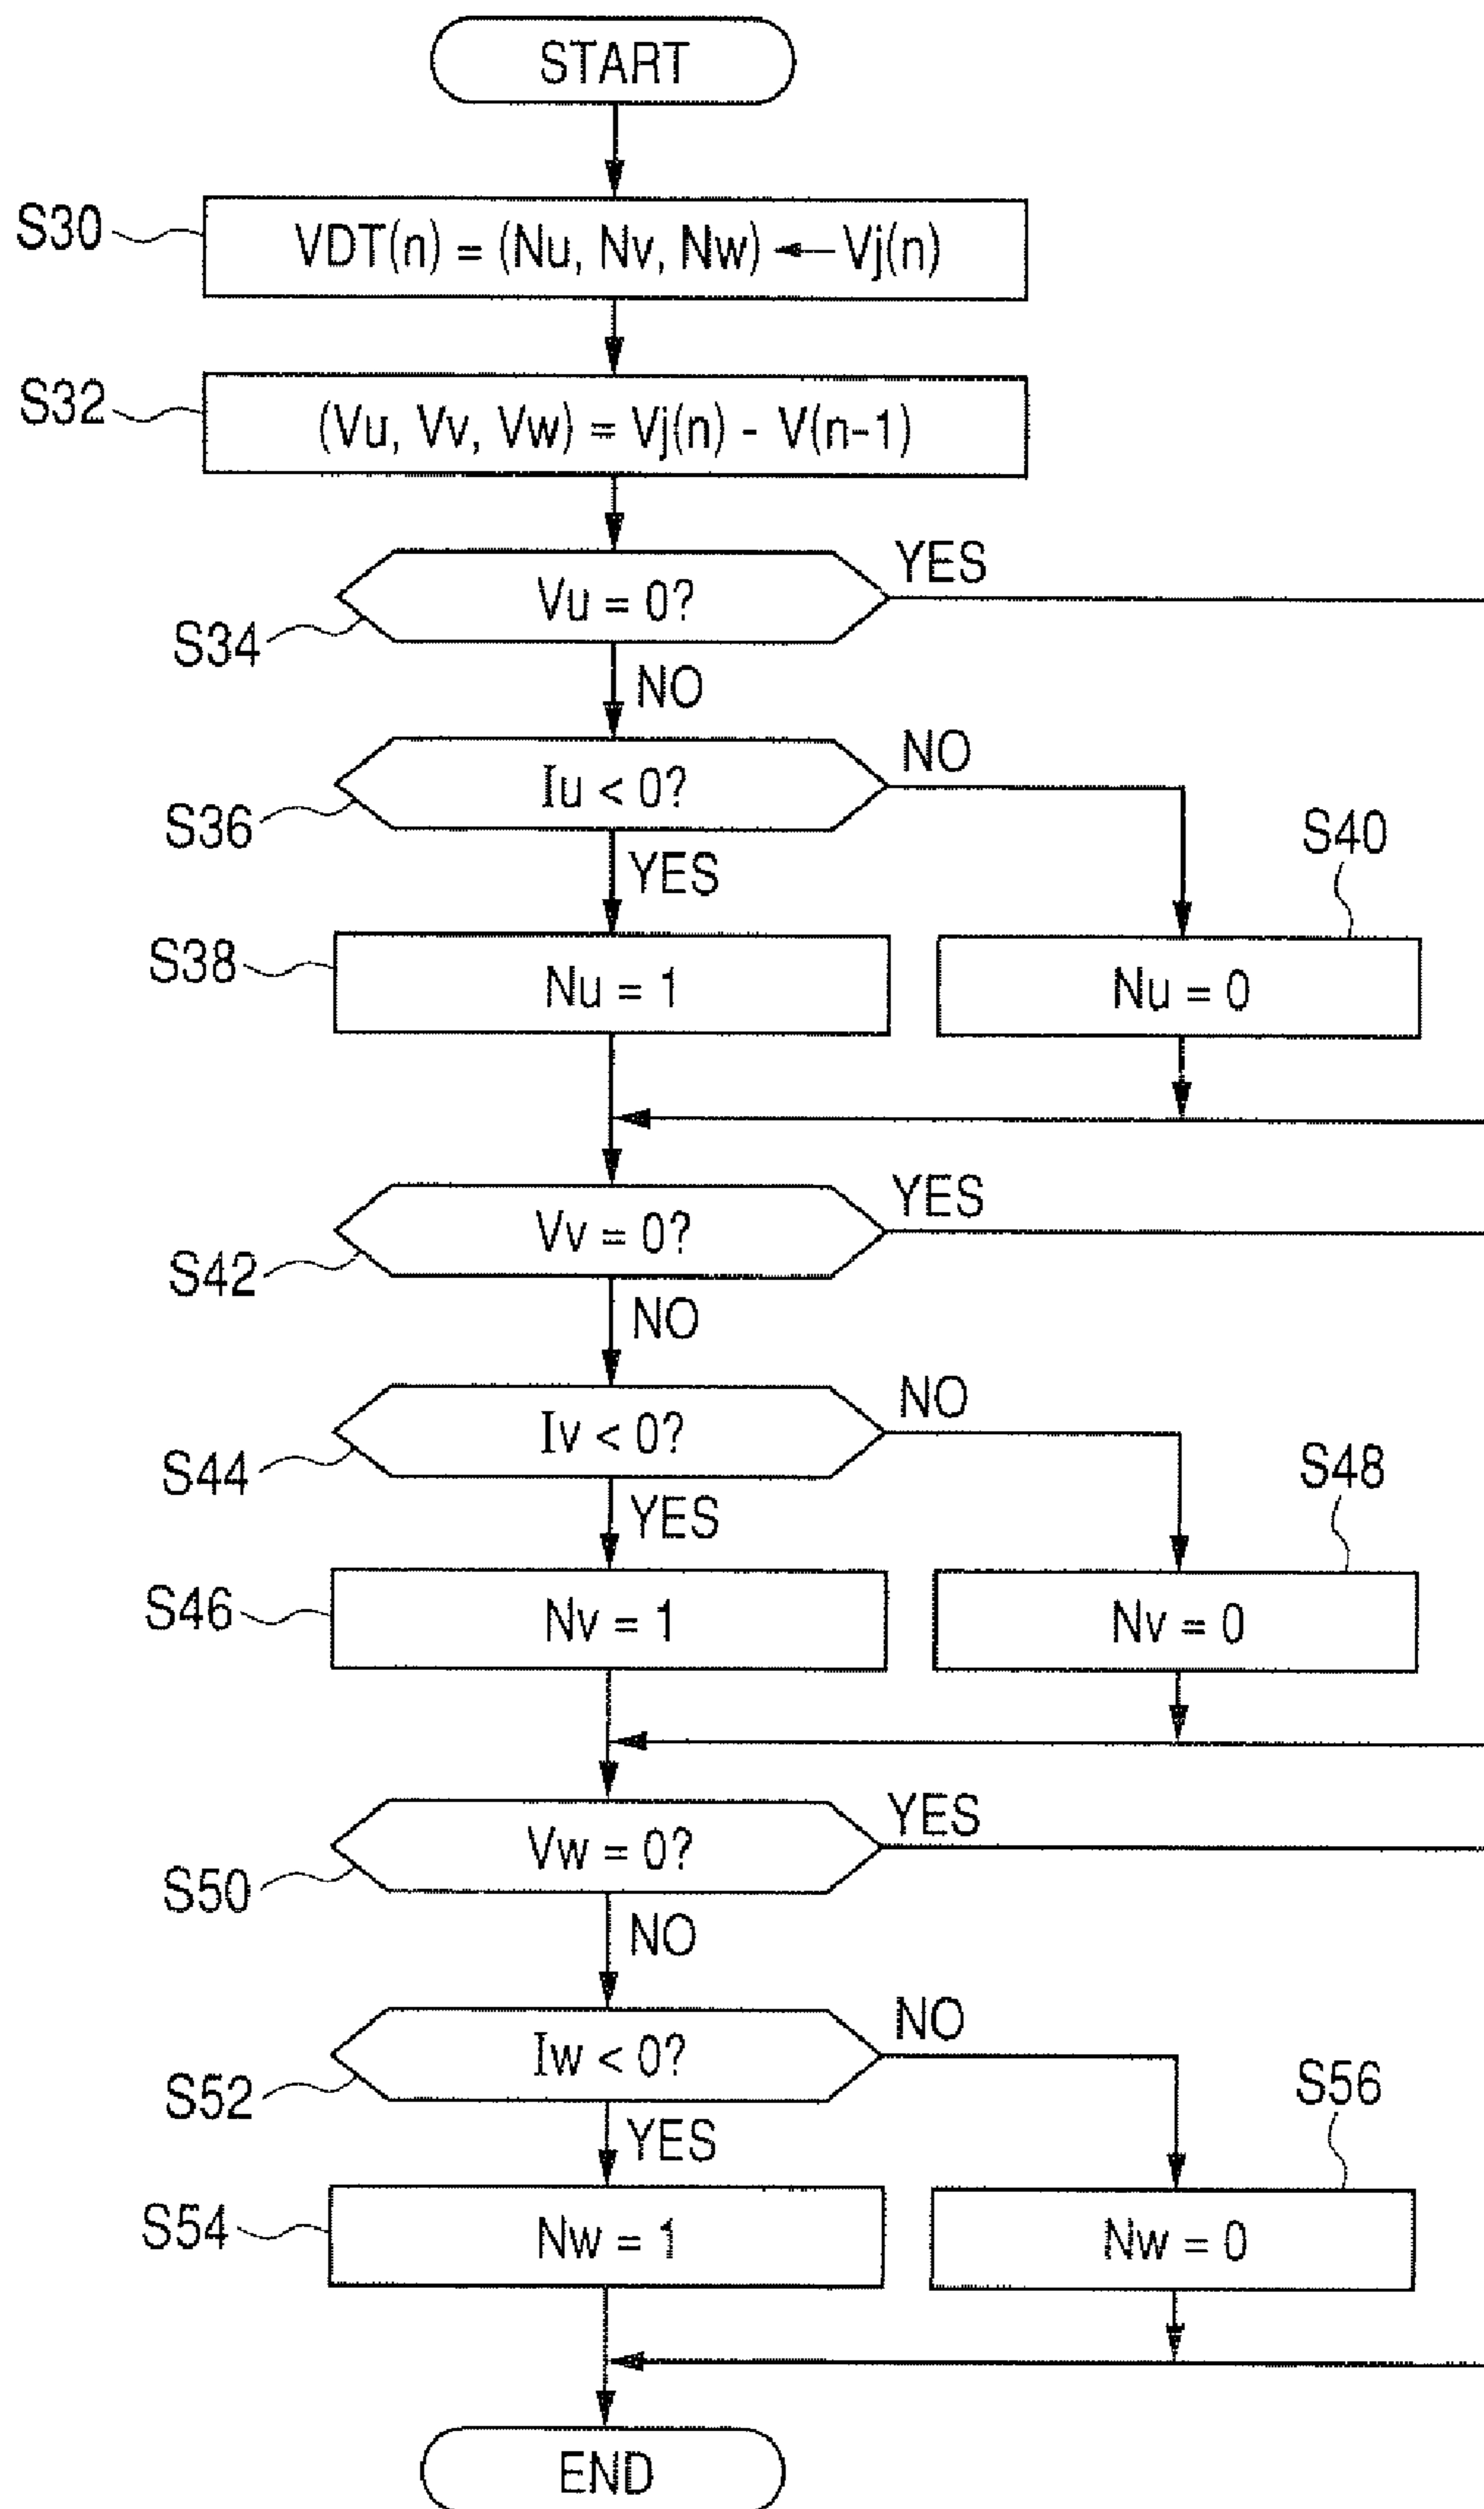 START
S30
VDT(n) = (Nu, Nv, Nw) ← Vj(n)
S32
(Vu, Vv, Vw) = Vj(n) - V(n-1)
YES
Vu = 0?
S34
NO
NO
Iu < 0?
S36
S40
YES
S38
Nu = 1
Nu = 0
YES
Vv = 0?
S42
NO
NO
Iv < 0?
S44
S48
YES
S46
Nv = 1
Nv = 0
YES
Vw = 0?
S50
NO
NO
Iw < 0?
S52
S56
YES
S54
Nw = 1
Nw = 0
END